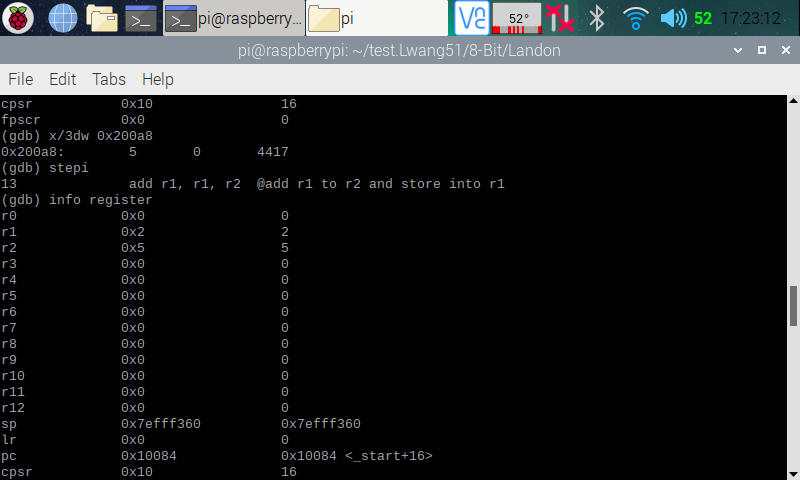 pi@raspberry...
pi
52°
52
17:23:12
pi@raspberrypi: ~/test.Lwang51/8-Bit/Landon
File Edit Tabs Help
cpsr 0x10 16
fpscr 0x0 0
(gdb) x/3dw 0x200a8
0x200a8: 5 0 4417
(gdb) stepi
13 add r1, r1, r2 @add r1 to r2 and store into r1
(gdb) info register
r0 0x0 0
r1 0x2 2
r2 0x5 5
r3 0x0 0
r4 0x0 0
r5 0x0 0
r6 0x0 0
r7 0x0 0
r8 0x0 0
r9 0x0 0
r10 0x0 0
r11 0x0 0
r12 0x0 0
sp 0x7efff360 0x7efff360
lr 0x0 0
pc 0x10084 0x10084 <_start+16>
cpsr 0x10 16